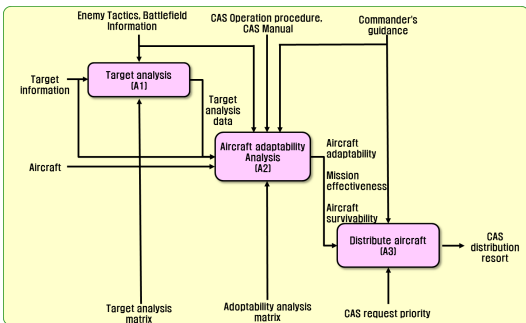 Enemy Tactics, Battlefield
Information
CAS Operation procedure,
CAS Manual
Commander's
guidance
Target analysis
(A1)
Target
information
Target
analysis
data
Aircraft adaptability
Analysis
(A2)
Aircraft
adaptability
Aircraft
Mission
effectiveness
Aircraft
survivability
Distribute aircraft
(A3)
CAS
distribution
resort
Target analysis
matrix
Adoptability analysis
matrix
CAS request priority